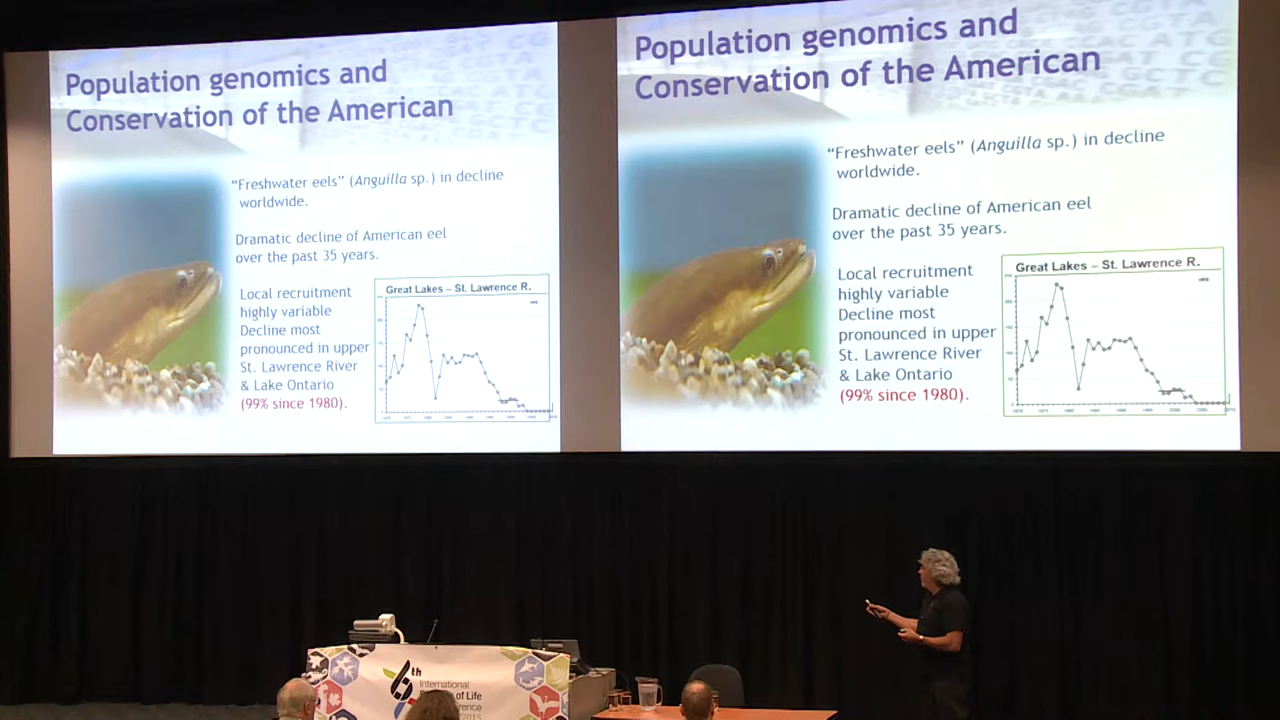 Population genomics and
Conservation of the American
"Freshwater eels" (Anguilla sp.) in decline
worldwide.
Dramatic decline of American eel
over the past 35 years.
Local recruitment
highly variable
Decline most
pronounced in upper
St. Lawrence River
& Lake Ontario
(99% since 1980).
Great Lakes – St. Lawrence R.
Population genomics and
Conservation of the American
"Freshwater eels" (Anguilla sp.) in decline
worldwide.
Dramatic decline of American eel
over the past 35 years.
Local recruitment
highly variable
Decline most
pronounced in upper
St. Lawrence River
& Lake Ontario
(99% since 1980).
Great Lakes – St. Lawrence R.
6th
International
of Life
2015